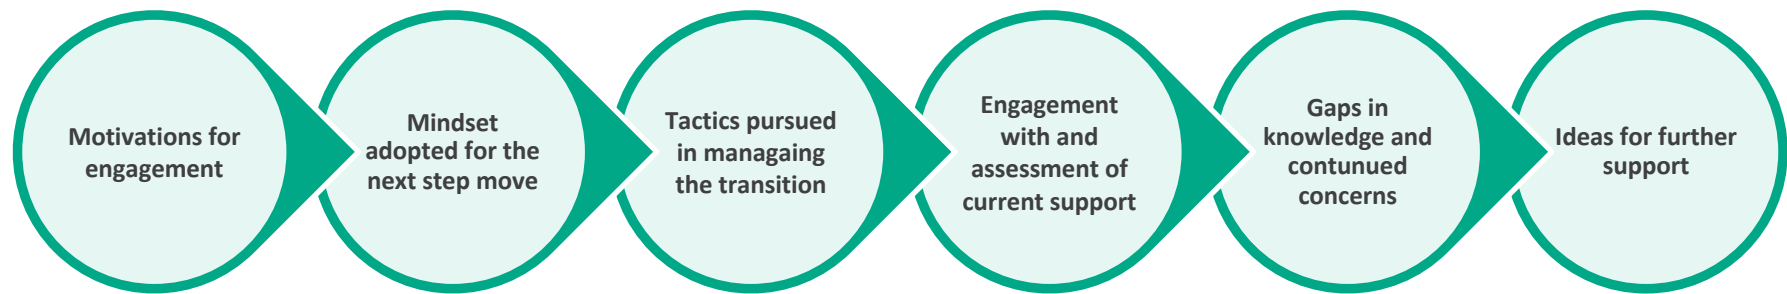 Motivations for
engagement
Mindset
adopted for the
next step move
Tactics pursued
in managaing
the transition
Engagement
with and
assessment of
current support
Gaps in
knowledge and
contunued
concerns
Ideas for further
support